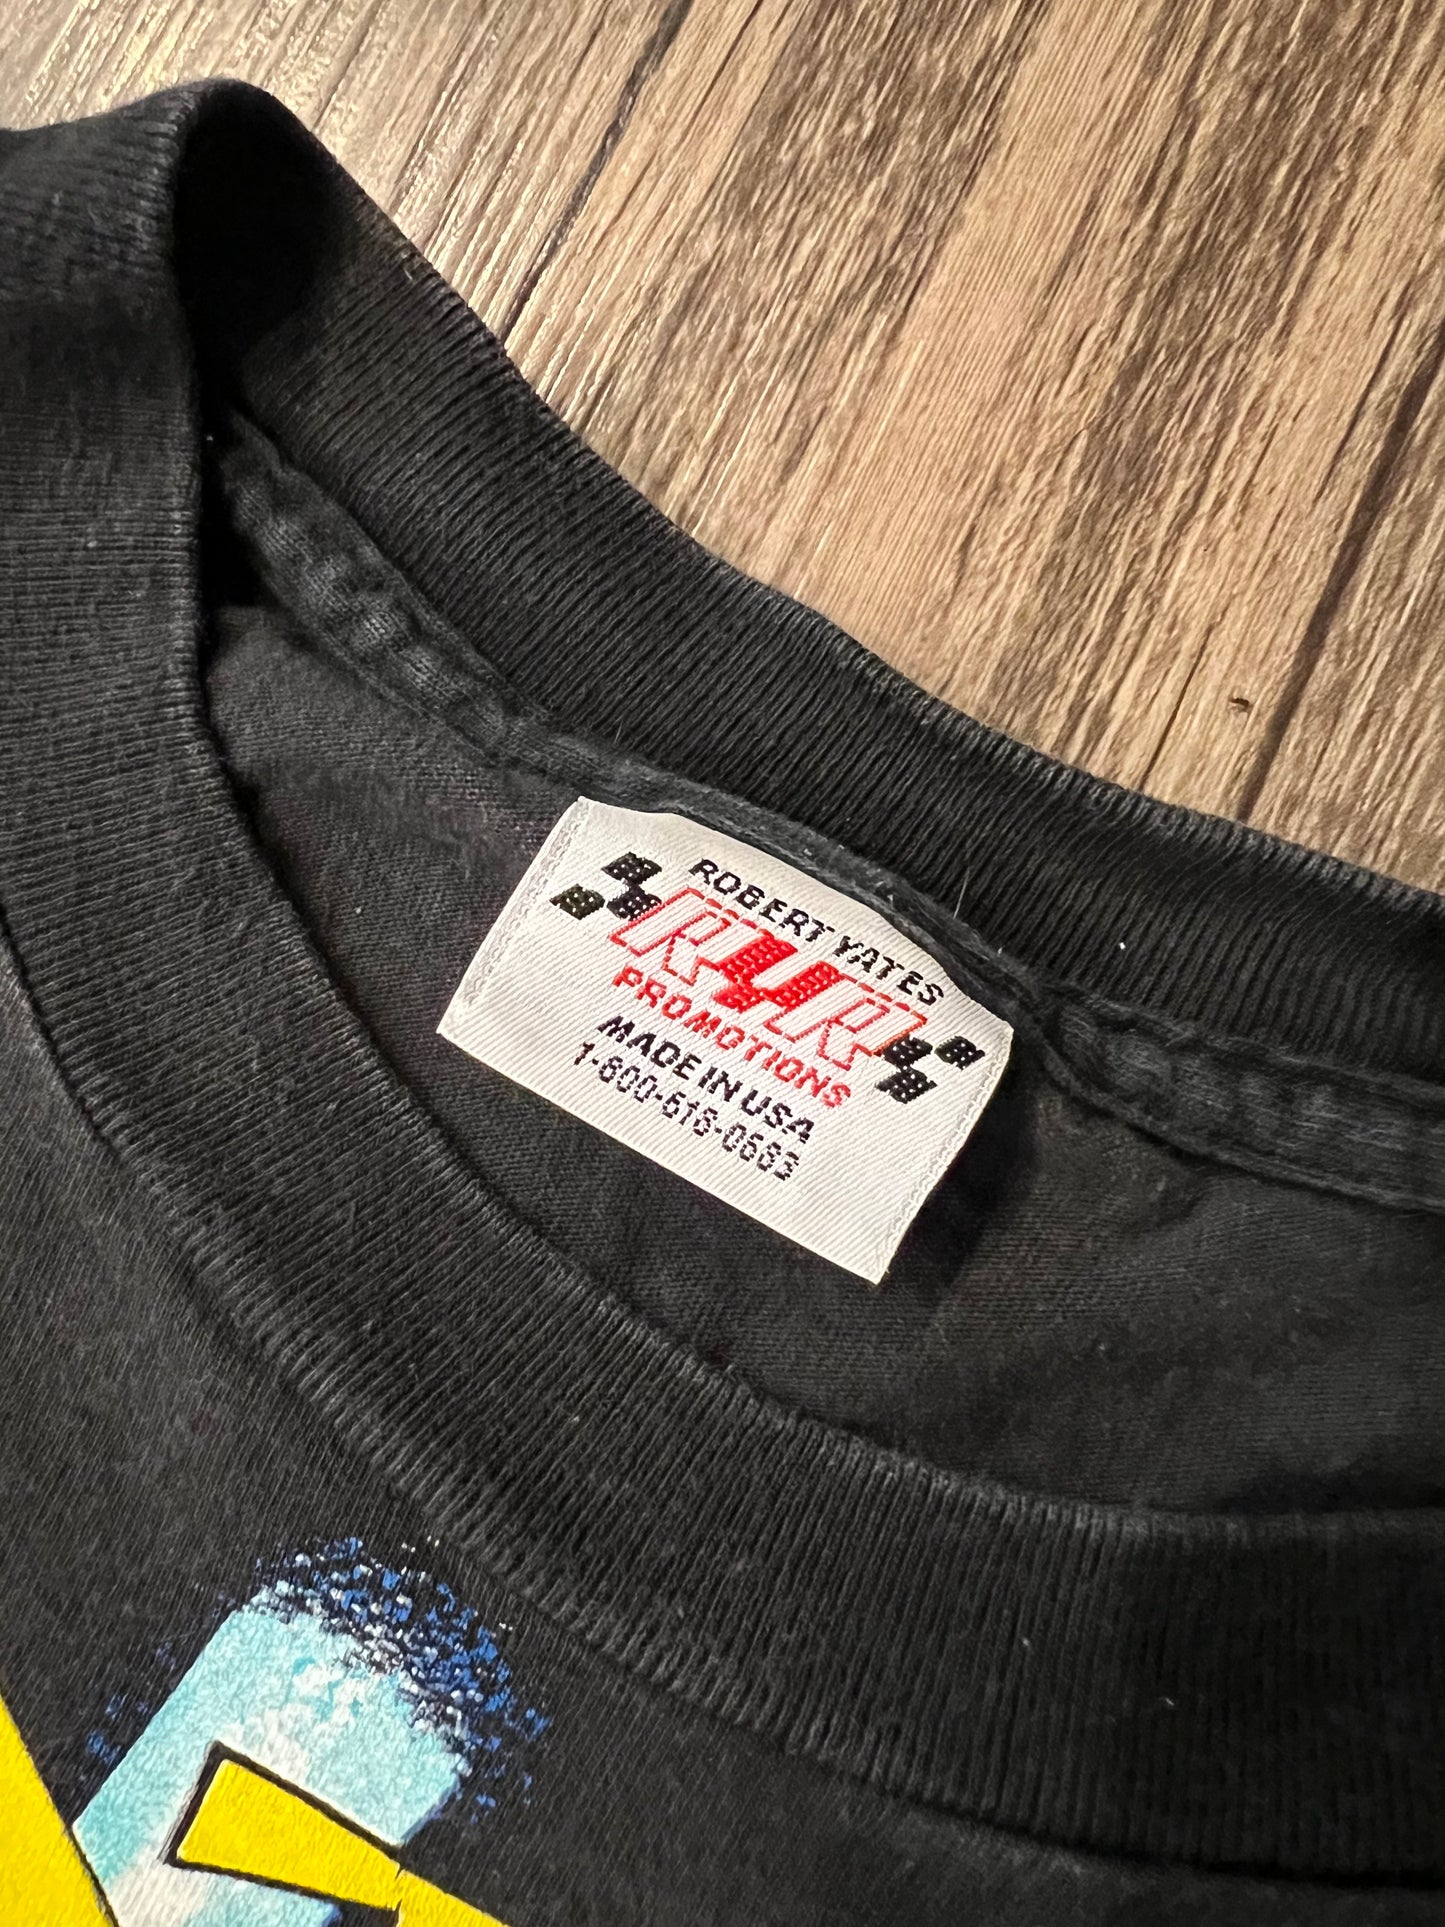 ROBERT YATES
RYR
PROMOTIONS
MADE IN USA